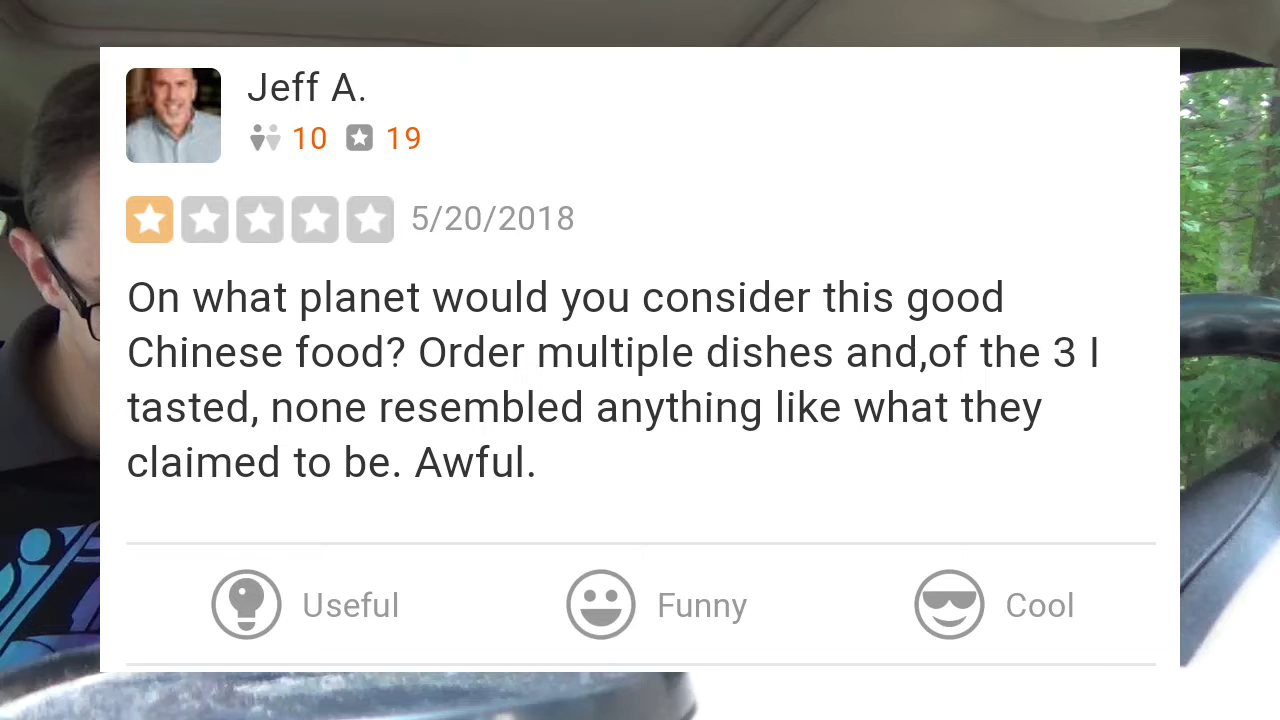 Jeff A.
10 19
5/20/2018
On what planet would you consider this good
Chinese food? Order multiple dishes and,of the 3 I
tasted, none resembled anything like what they
claimed to be. Awful.
Useful Funny Cool